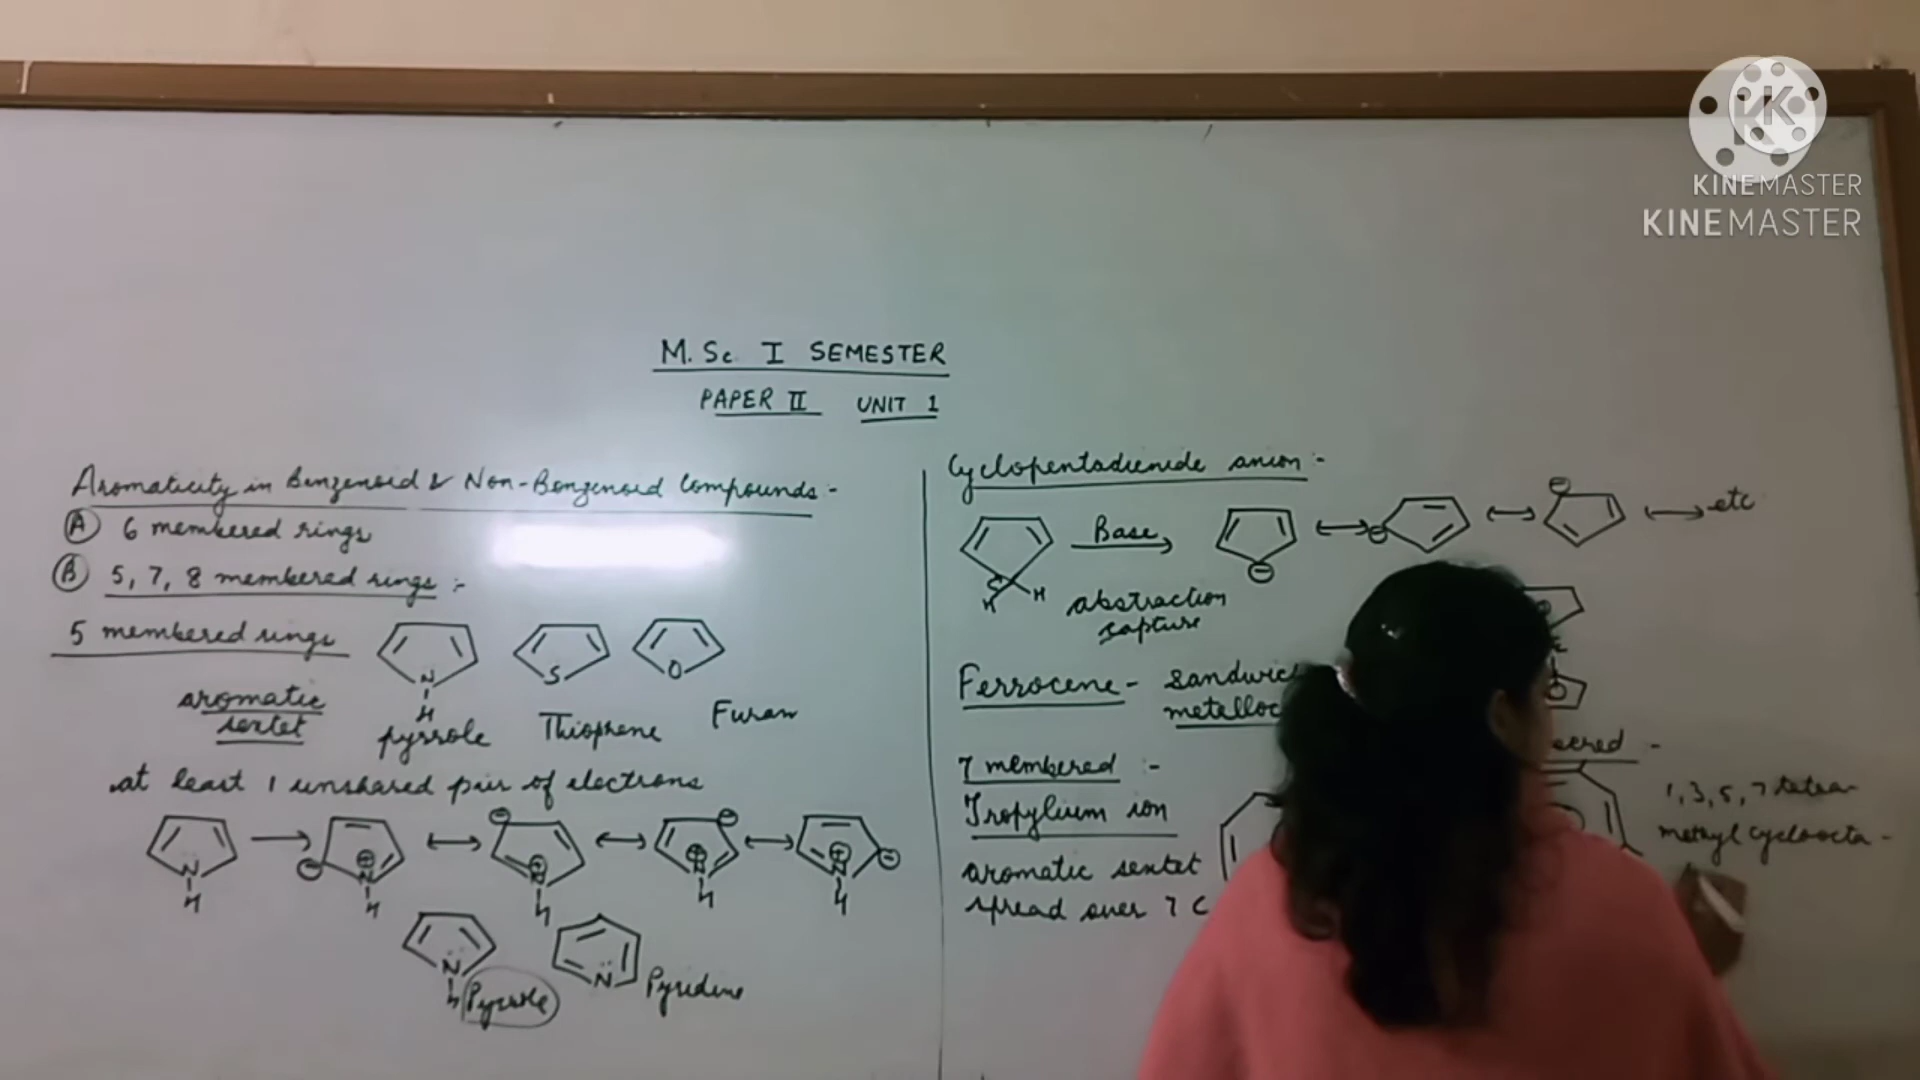 KINEMASTER
KINEMASTER
M.Sc I SEMESTER
PAPER II UNIT 1
Aromaticity in Benzenoid & Non-Benzenoid Compounds:-
A 6 membered rings
B 5, 7, 8 membered rings :-
5 membered rings
N
H
S
O
aromatic
sextet
pyrrole
Thiophene
Furan
at least 1 unshared pair of electrons
N
H
N
H
N
H
N
H
N
H
N
H
Pyrrole
N
Pyridine
Cyclopentadienide anion:-
Base
etc
H
H
abstraction
capture
Ferrocene - 
7 membered :-
Tropylium ion
aromatic sextet
spread over 7 C
1, 3, 5, 7 tetra-
methyl cycloocta-